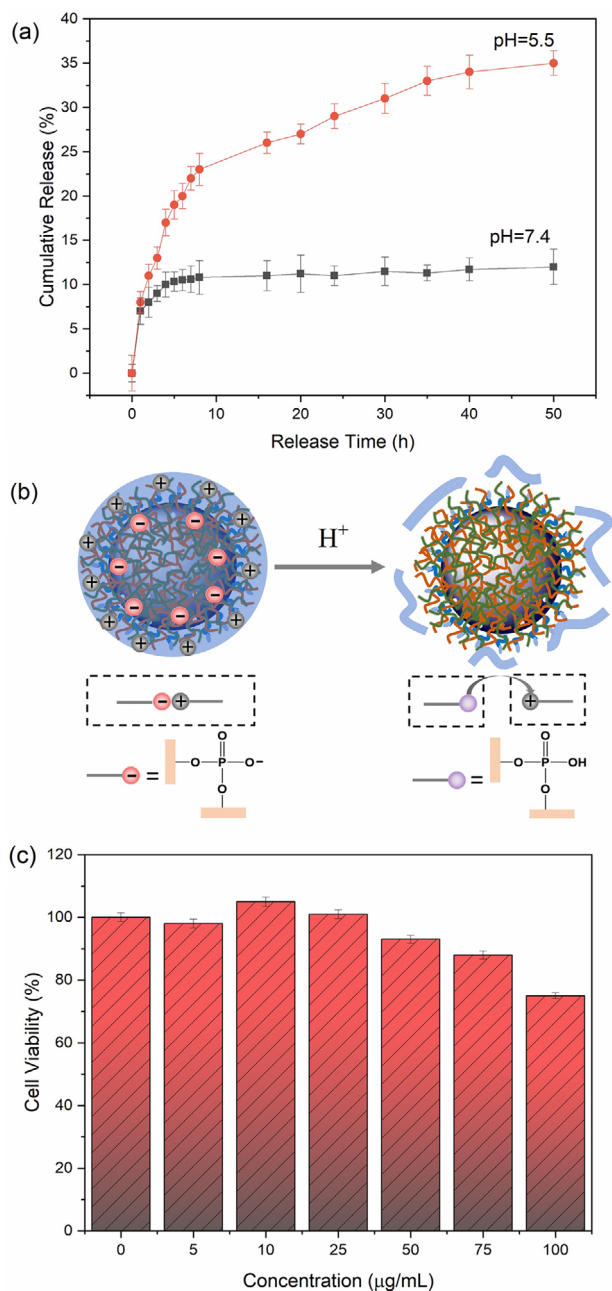 (a)
40
35
30
25
20
15
10
5
0
Cumulative Release (%)
pH=5.5
pH=7.4
0 10 20 30 40 50
Release Time (h)
(b)
+ + + + + + + + + + +
− − − − − − −
H⁺
− +
+
− =
O
O P O⁻
O
=
O
O P OH
O
(c)
120
100
80
60
40
20
0
Cell Viability (%)
0 5 10 25 50 75 100
Concentration (μg/mL)